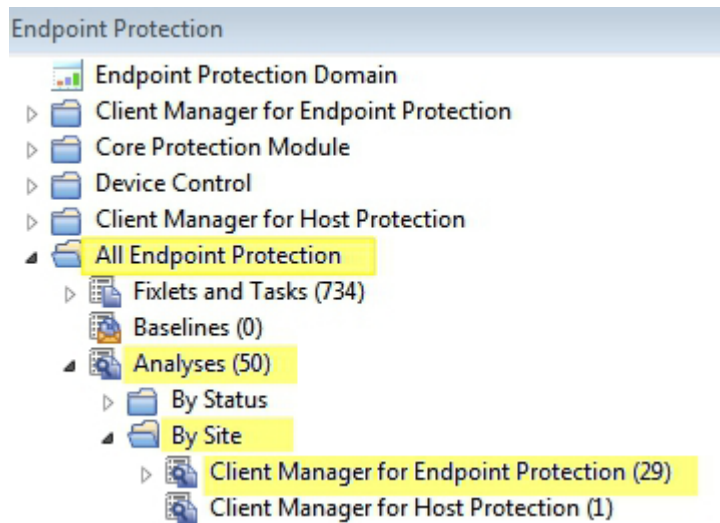 Endpoint Protection
Endpoint Protection Domain
Client Manager for Endpoint Protection
Core Protection Module
Device Control
Client Manager for Host Protection
All Endpoint Protection
Fixlets and Tasks (734)
Baselines (0)
Analyses (50)
By Status
By Site
Client Manager for Endpoint Protection (29)
Client Manager for Host Protection (1)